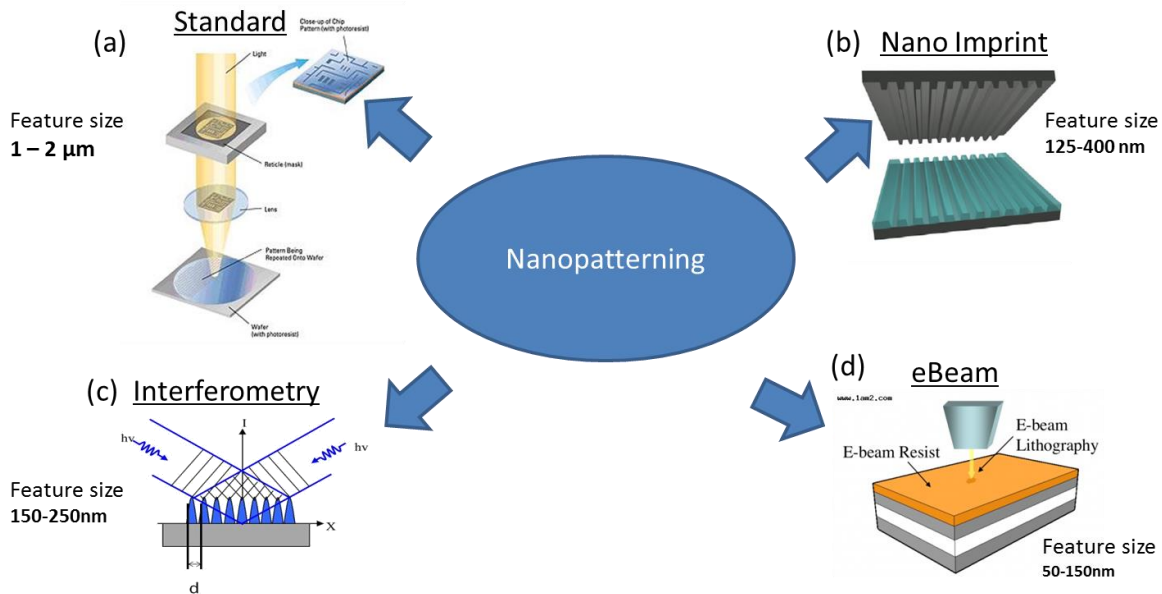 (a)
Standard
Close-up of Chip
Pattern (with photoresist)
Light
Feature size
1 – 2 µm
Reticle (mask)
Lens
Pattern Being
Repeated Onto Wafer
Wafer
(with photoresist)
(b)
Nano Imprint
Feature size
125-400 nm
Nanopatterning
(c)
Interferometry
I
hν
hν
Feature size
150-250nm
X
d
(d)
eBeam
www.1am2.com
E-beam
Lithography
E-beam Resist
Feature size
50-150nm